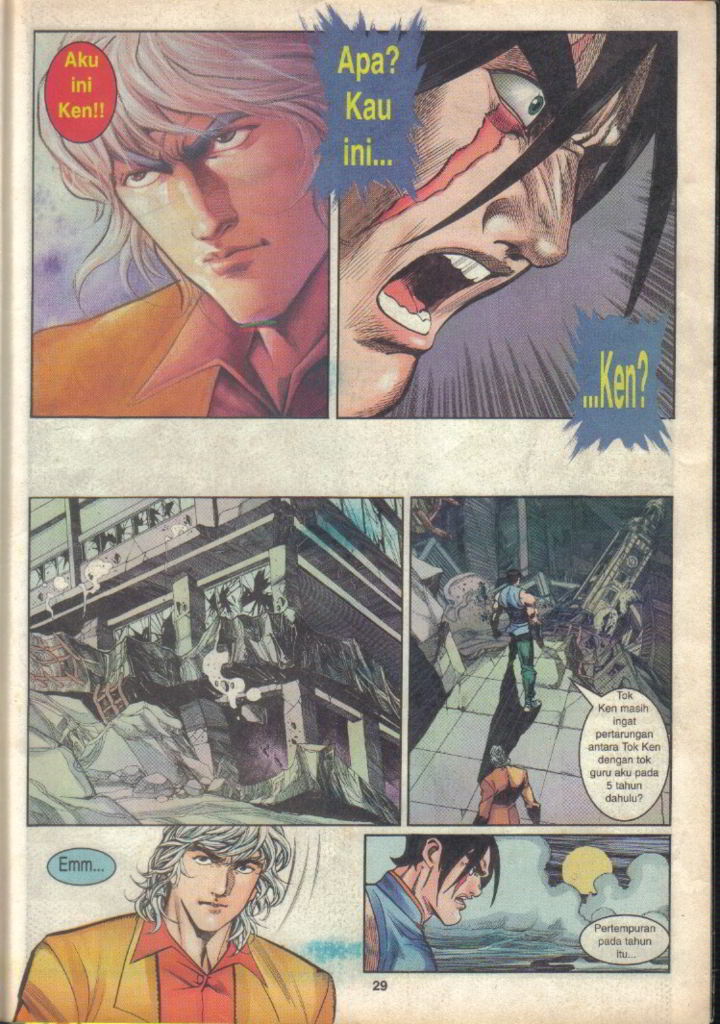 Aku
ini
Ken!!
Apa?
Kau
ini...
...Ken?
Tok
Ken masih
ingat
pertarungan
antara Tok Ken
dengan tok
guru aku pada
5 tahun
dahulu?
Emm...
Pertempuran
pada tahun
itu...
29